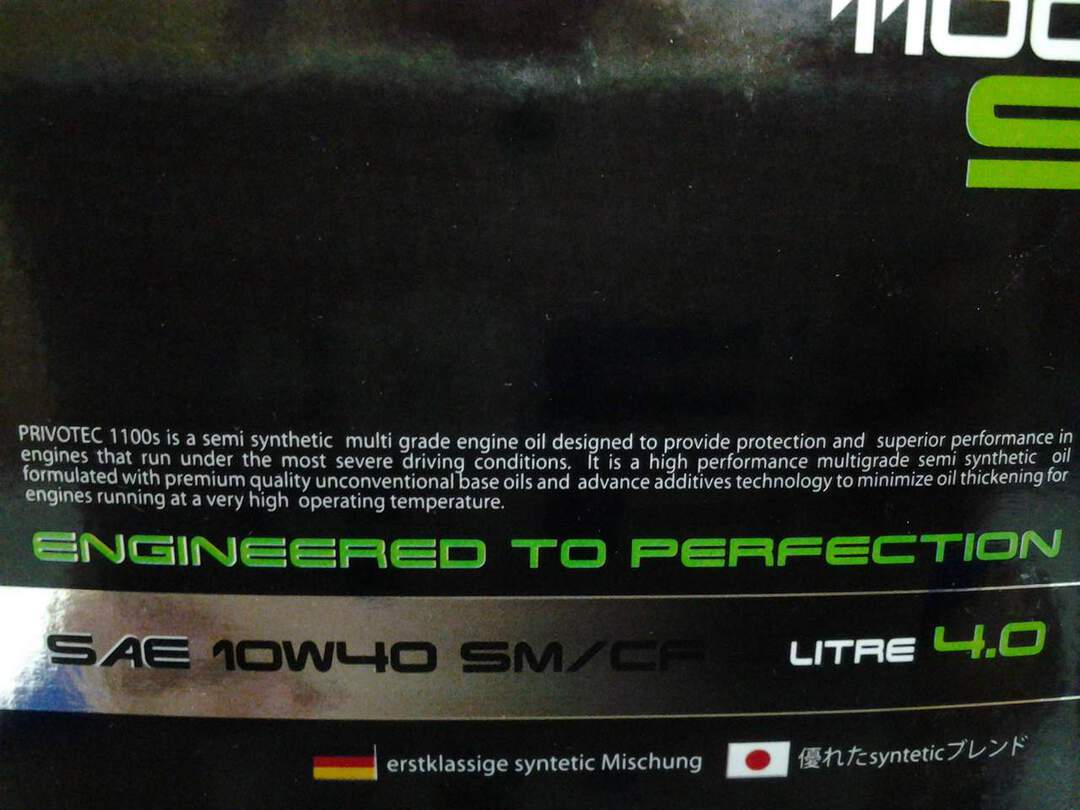 1100
S
PRIVOTEC 1100s is a semi synthetic multi grade engine oil designed to provide protection and superior performance in
engines that run under the most severe driving conditions. It is a high performance multigrade semi synthetic oil
formulated with premium quality unconventional base oils and advance additives technology to minimize oil thickening for
engines running at a very high operating temperature.
ENGINEERED TO PERFECTION
SAE 10W40 SM/CF LITRE 4.0
erstklassige syntetic Mischung 優れたsynteticブレンド